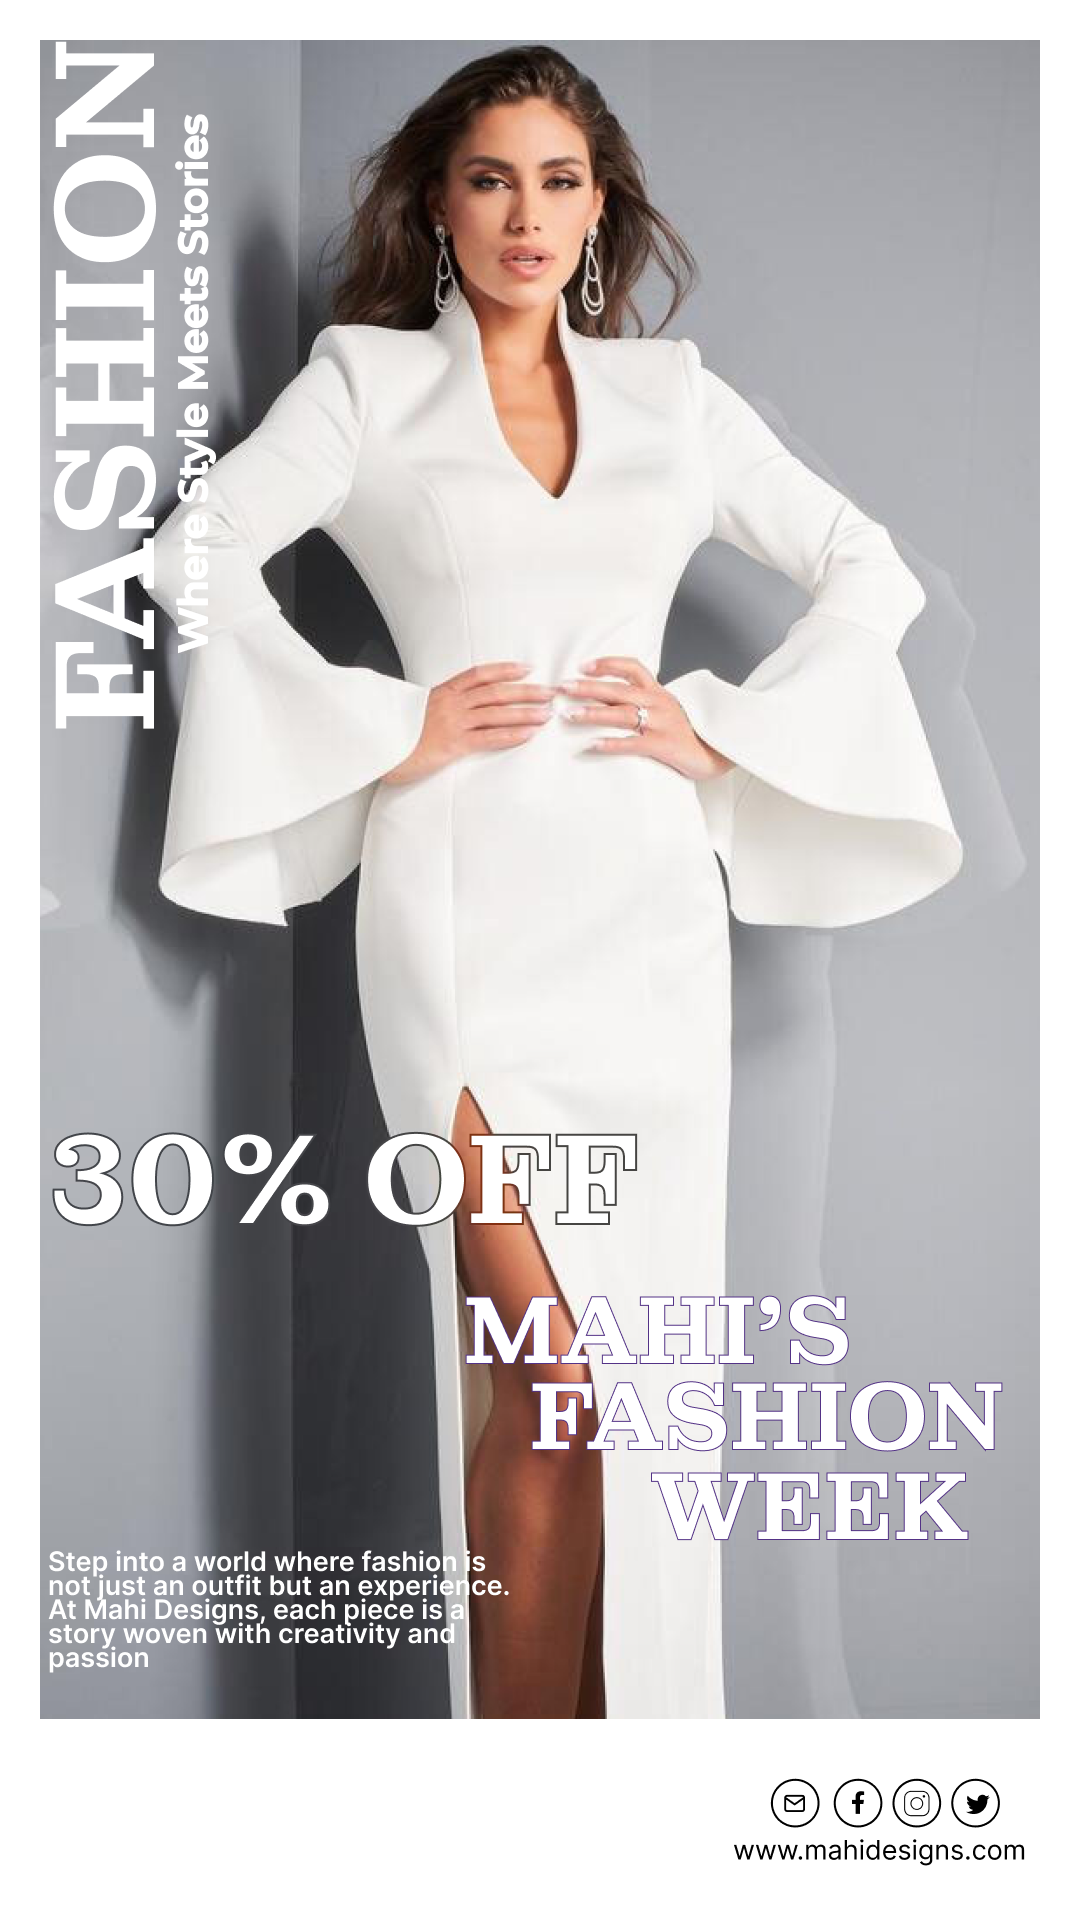 FASHION
Where Style Meets Stories
30% OFF
MAHI’S
FASHION
WEEK
Step into a world where fashion is
not just an outfit but an experience.
At Mahi Designs, each piece is a
story woven with creativity and
passion
www.mahidesigns.com